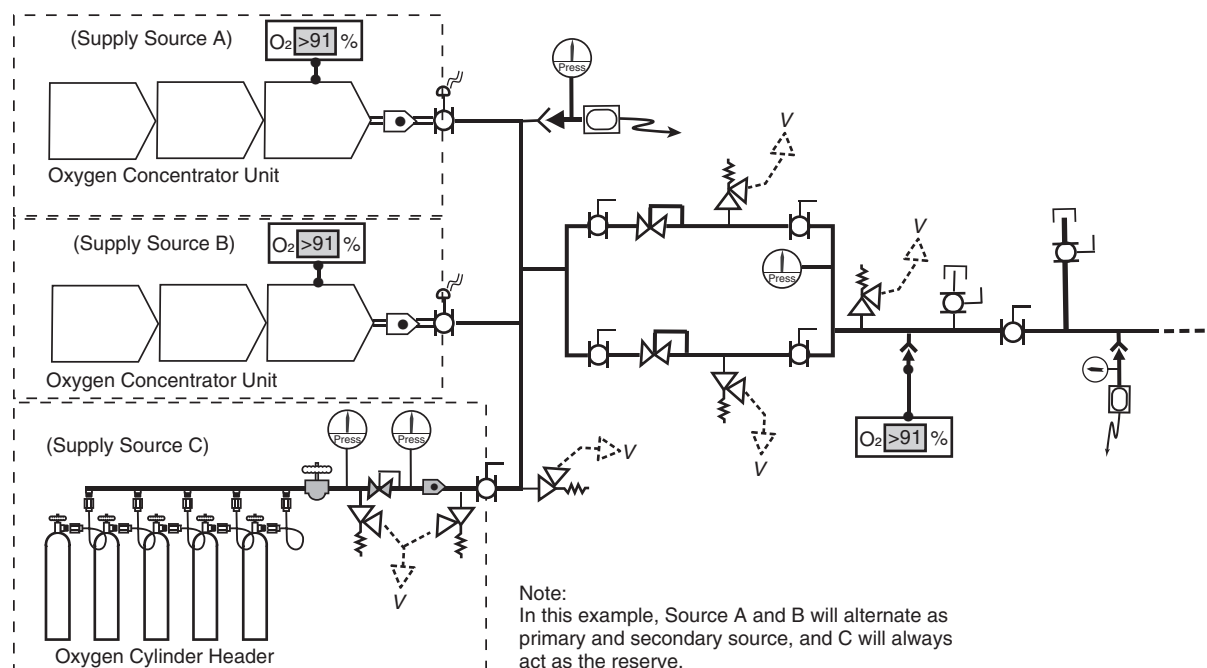 (Supply Source A)
O2 >91 %
Oxygen Concentrator Unit
Press
V
(Supply Source B)
O2 >91 %
Oxygen Concentrator Unit
V
Press
V
(Supply Source C)
Press
Press
V
V
O2 >91 %
V
Oxygen Cylinder Header
Note:
In this example, Source A and B will alternate as
primary and secondary source, and C will always
act as the reserve.